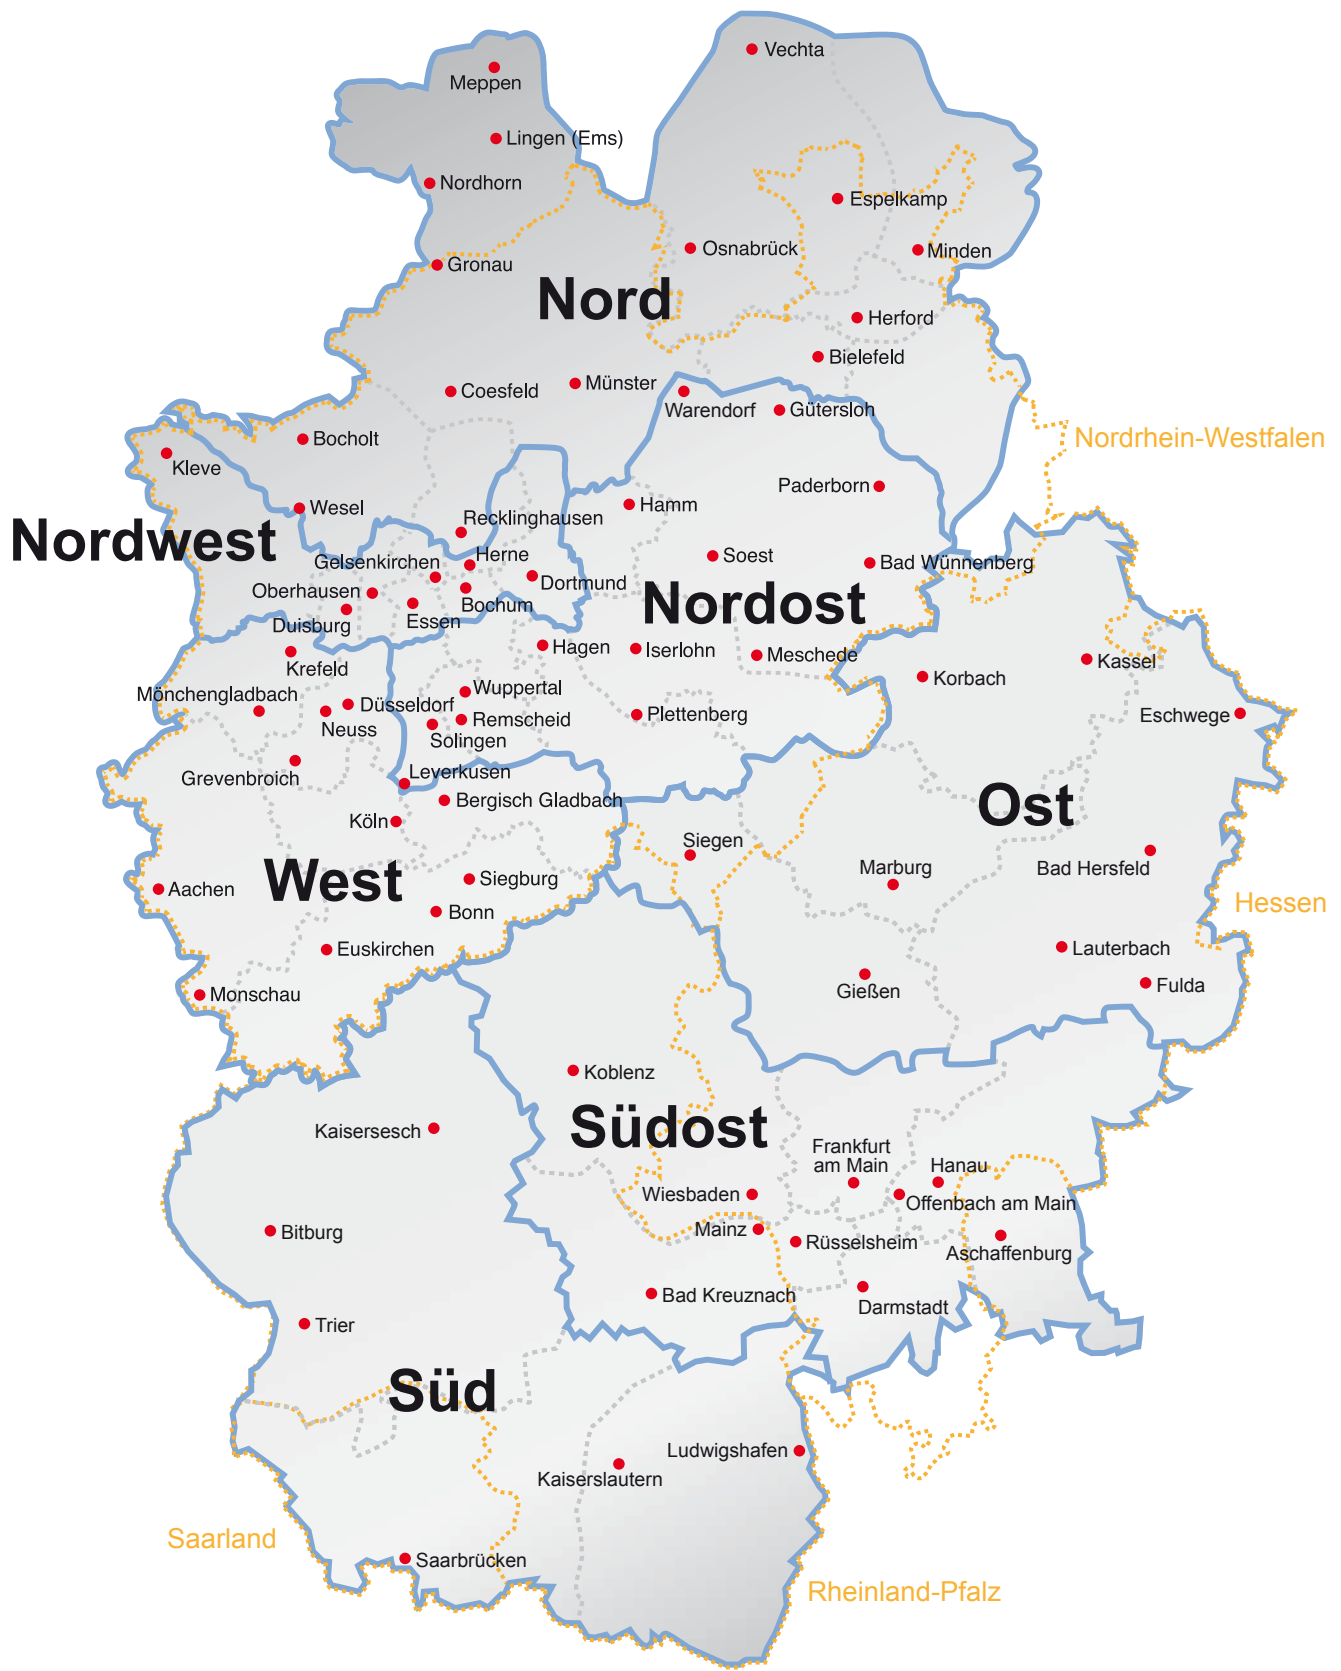 Vechta
Meppen
Lingen (Ems)
Nordhorn
Espelkamp
Osnabrück
Minden
Gronau
Nord
Herford
Bielefeld
Münster
Coesfeld
Warendorf
Gütersloh
Bocholt
Nordrhein-Westfalen
Kleve
Paderborn
Wesel
Hamm
Recklinghausen
Nordwest
Herne
Soest
Gelsenkirchen
Bad Wünnenberg
Dortmund
Oberhausen
Bochum
Nordost
Essen
Duisburg
Hagen
Iserlohn
Meschede
Kassel
Krefeld
Korbach
Wuppertal
Mönchengladbach
Düsseldorf
Plettenberg
Eschwege
Remscheid
Neuss
Solingen
Leverkusen
Grevenbroich
Bergisch Gladbach
Ost
Köln
Siegen
Marburg
Bad Hersfeld
West
Siegburg
Aachen
Hessen
Bonn
Euskirchen
Lauterbach
Gießen
Fulda
Monschau
Koblenz
Kaisersesch
Südost
Frankfurt
am Main
Hanau
Wiesbaden
Offenbach am Main
Mainz
Bitburg
Rüsselsheim
Aschaffenburg
Bad Kreuznach
Darmstadt
Trier
Süd
Ludwigshafen
Kaiserslautern
Saarland
Saarbrücken
Rheinland-Pfalz